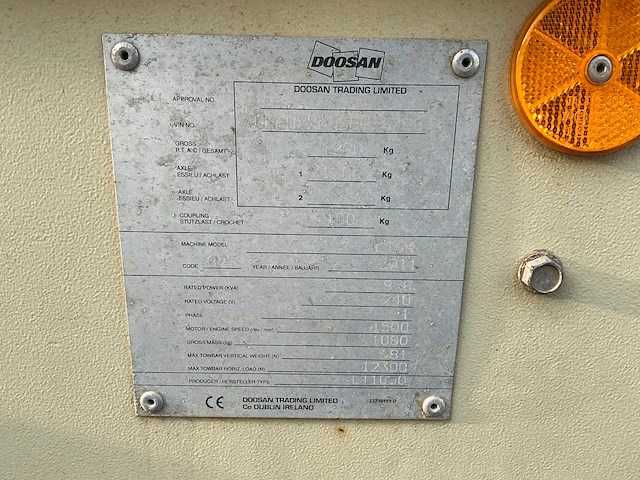 DOOSAN
DOOSAN TRADING LIMITED
APPROVAL NO.
VIN NO.
GROSS
P.T.A.C / GESAMT Kg
AXLE
ESSILU / ACHLAST 1 Kg
AXLE
ESSIEU / ACHLAST 2 Kg
COUPLING
STUTZLAST / CROCHET 100 Kg
MACHINE MODEL
CODE YEAR / ANNEE / BAUJAHR 2011
RATED POWER (KVA)
RATED VOLTAGE (V)
PHASE 1
MOTOR / ENGINE SPEED (rev./ min) 1500
GROSS MASS (kg) 1080
MAX TOWBAR VERTICAL WEIGHT (N) 981
MAX TOWBAR HORIZ. LOAD (N) 12300
PRODUCER / HERSTELLER TYPE
CE DOOSAN TRADING LIMITED
Co DUBLIN IRELAND